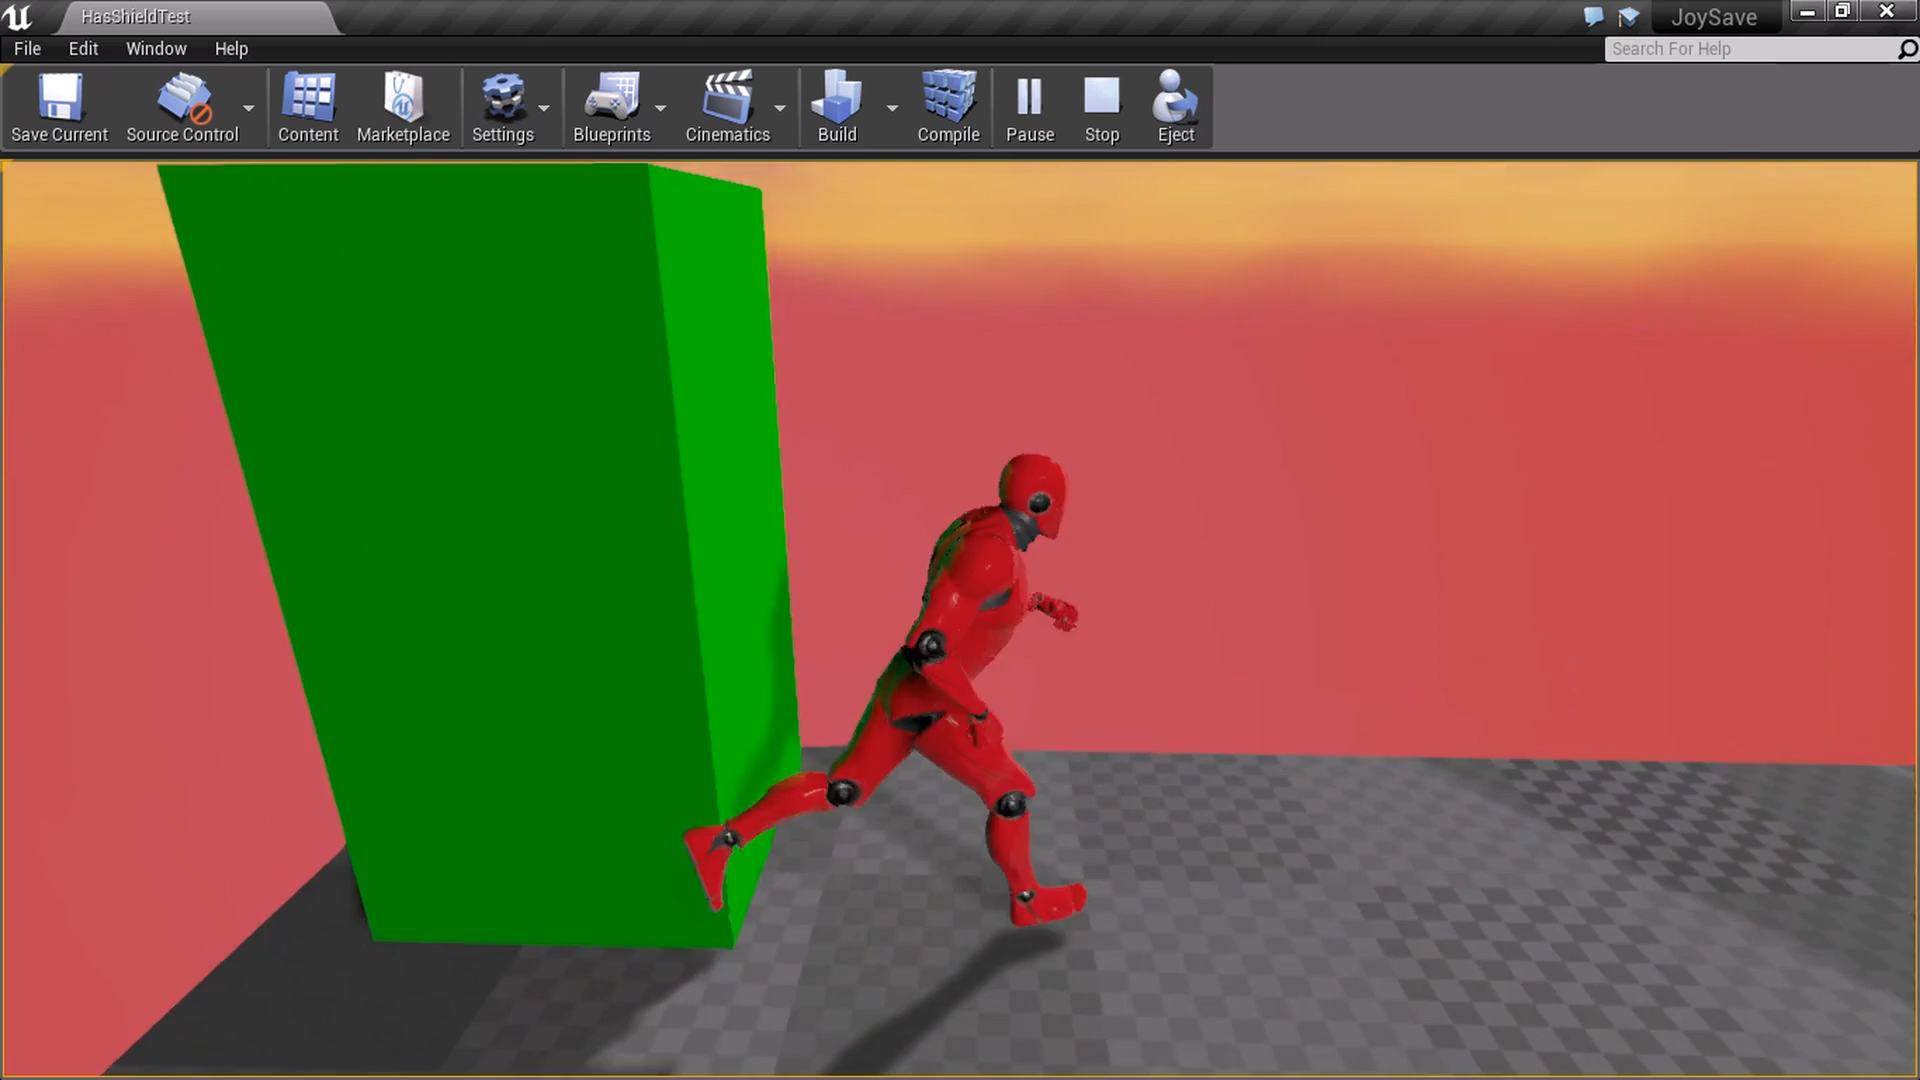 HasShieldTest
JoySave
File Edit Window Help
Search For Help
Save Current Source Control Content Marketplace Settings Blueprints Cinematics Build Compile Pause Stop Eject